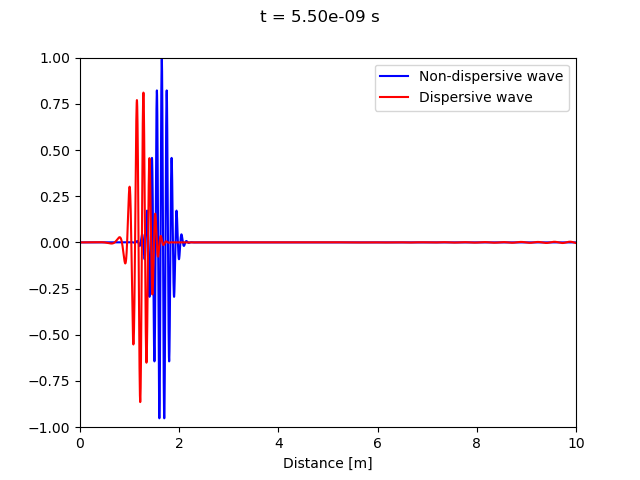 t = 5.50e-09 s
Non-dispersive wave
Dispersive wave
1.00
0.75
0.50
0.25
0.00
−0.25
−0.50
−0.75
−1.00
0 2 4 6 8 10
Distance [m]